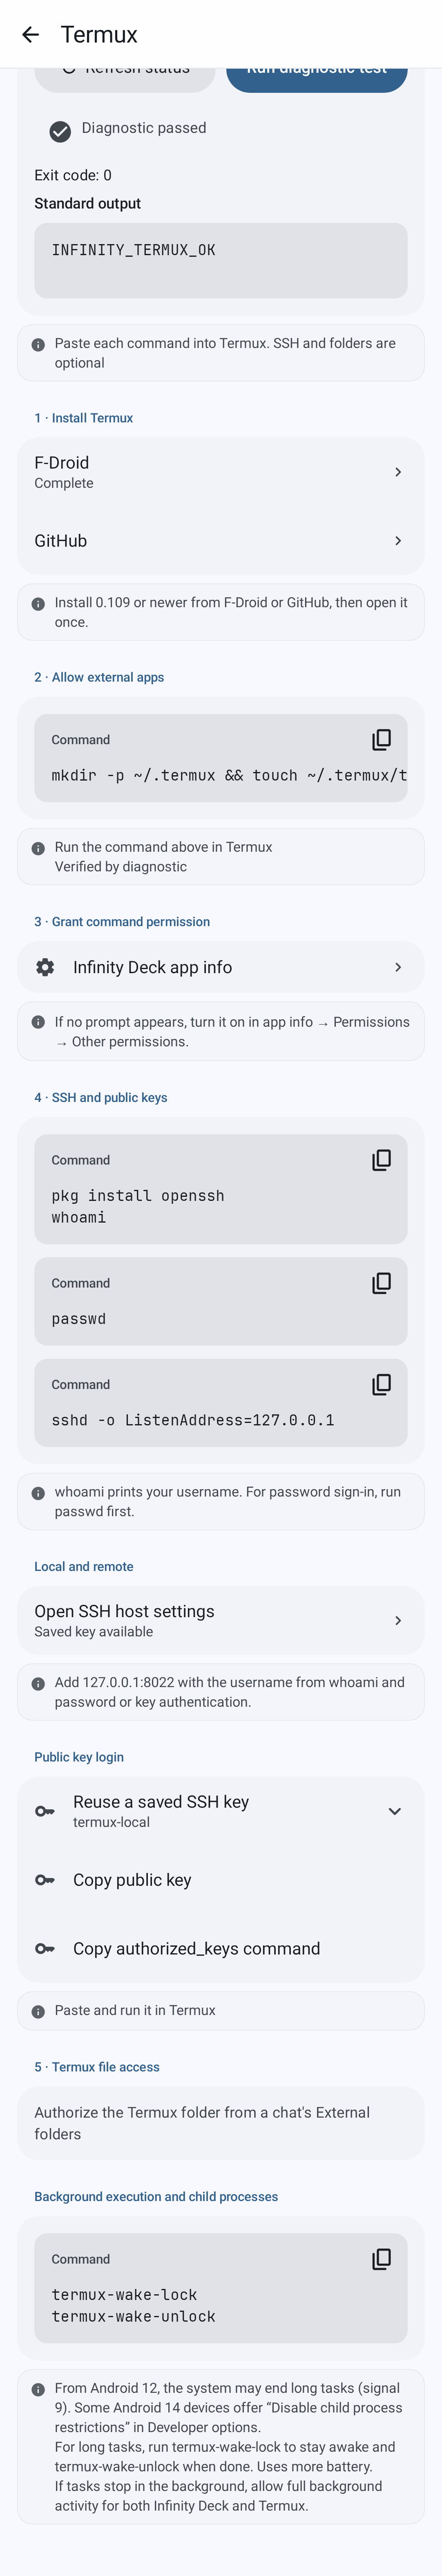 Termux
Refresh status
Run diagnostic test
Diagnostic passed
Exit code: 0
Standard output
INFINITY_TERMUX_OK
Paste each command into Termux. SSH and folders are
optional
1 · Install Termux
F-Droid
Complete
GitHub
Install 0.109 or newer from F-Droid or GitHub, then open it
once.
2 · Allow external apps
Command
mkdir -p ~/.termux && touch ~/.termux/t
Run the command above in Termux
Verified by diagnostic
3 · Grant command permission
Infinity Deck app info
If no prompt appears, turn it on in app info → Permissions
→ Other permissions.
4 · SSH and public keys
Command
pkg install openssh
whoami
Command
passwd
Command
sshd -o ListenAddress=127.0.0.1
whoami prints your username. For password sign-in, run
passwd first.
Local and remote
Open SSH host settings
Saved key available
Add 127.0.0.1:8022 with the username from whoami and
password or key authentication.
Public key login
Reuse a saved SSH key
termux-local
Copy public key
Copy authorized_keys command
Paste and run it in Termux
5 · Termux file access
Authorize the Termux folder from a chat's External
folders
Background execution and child processes
Command
termux-wake-lock
termux-wake-unlock
From Android 12, the system may end long tasks (signal
9). Some Android 14 devices offer “Disable child process
restrictions” in Developer options.
For long tasks, run termux-wake-lock to stay awake and
termux-wake-unlock when done. Uses more battery.
If tasks stop in the background, allow full background
activity for both Infinity Deck and Termux.